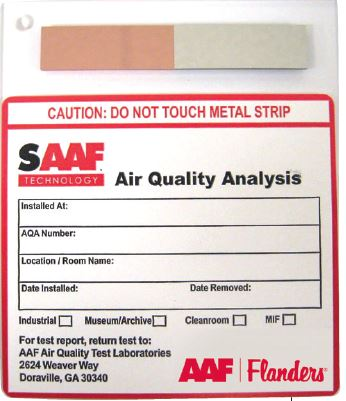 CAUTION: DO NOT TOUCH METAL STRIP
SAAF
TECHNOLOGY
Air Quality Analysis
Installed At:
AQA Number:
Location / Room Name:
Date Installed: Date Removed:
Industrial Museum/Archive Cleanroom MIF
For test report, return test to:
AAF Air Quality Test Laboratories
2624 Weaver Way
Doraville, GA 30340
AAF Flanders